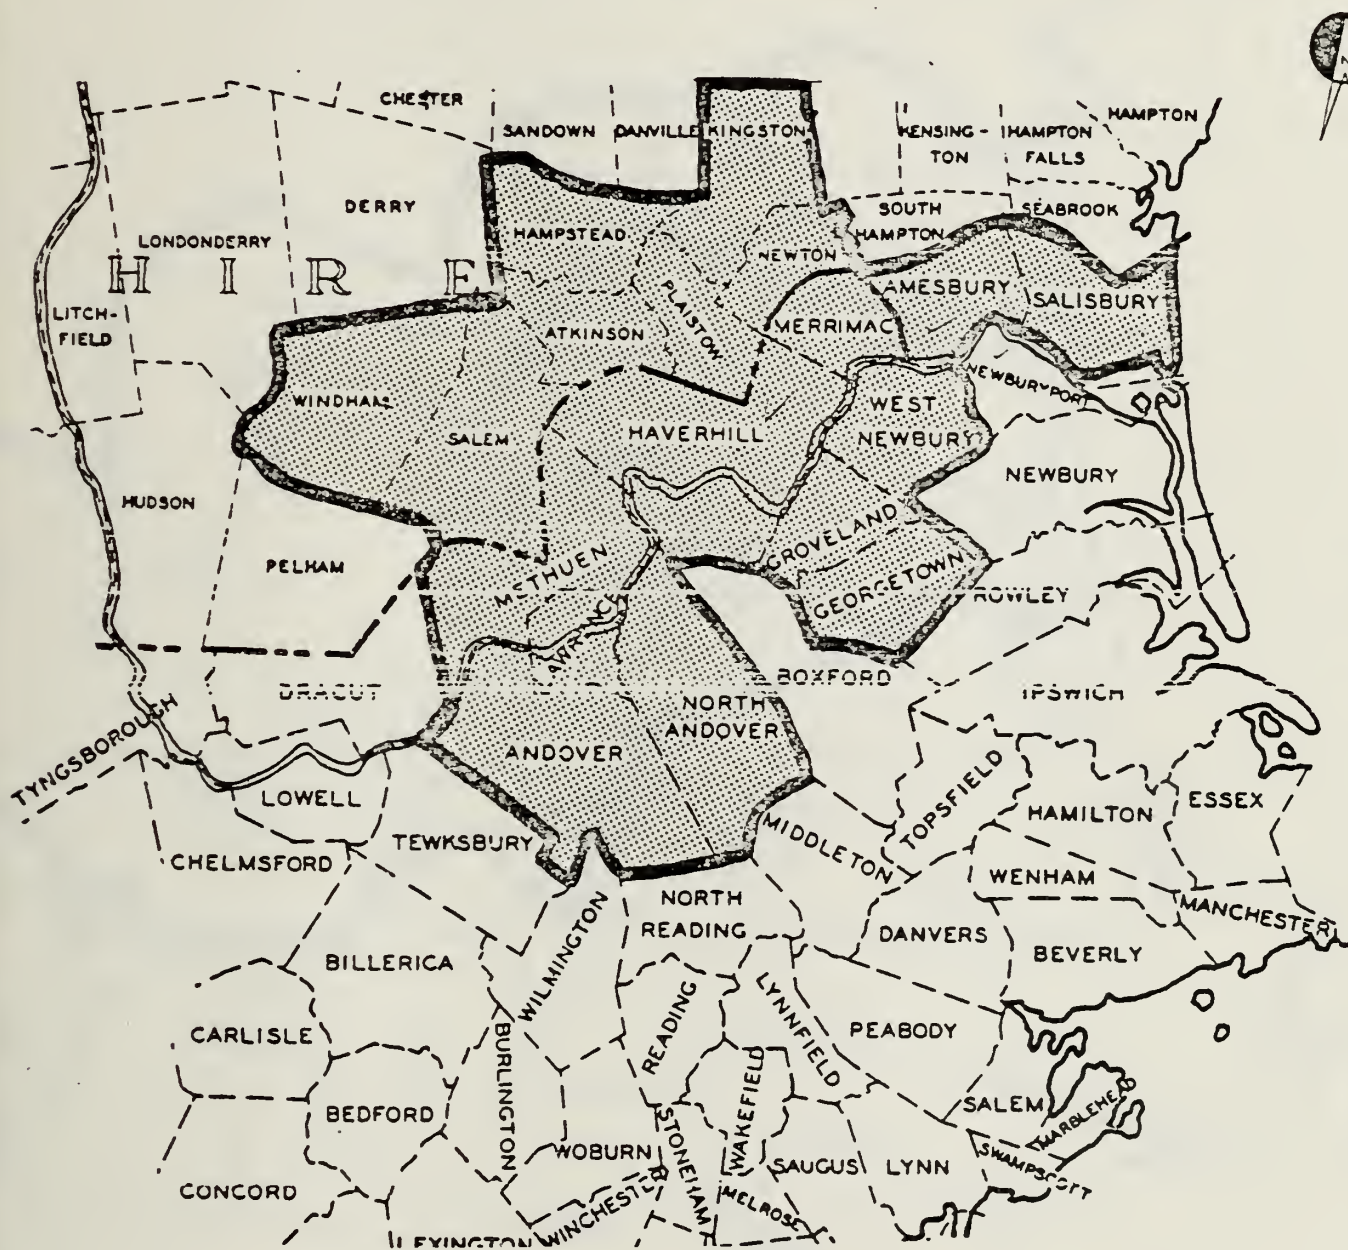 CHESTER
HAMPTON
SANDOWN
DANVILLE
KINGSTON
KENSING-
TON
HAMPTON
FALLS
DERRY
SOUTH
HAMPTON
SEABROOK
LONDONDERRY
HAMPSTEAD
NEWTON
H I R E
AMESBURY
SALISBURY
LITCH-
FIELD
PLAISTOW
ATKINSON
MERRIMAC
NEWBURYPORT
WINDHAM
SALEM
HAVERHILL
WEST
NEWBURY
NEWBURY
HUDSON
PELHAM
METHUEN
GROVELAND
GEORGETOWN
ROWLEY
LAWRENCE
BOXFORD
DRACUT
IPSWICH
NORTH
ANDOVER
TYNGSBOROUGH
ANDOVER
LOWELL
TOPSFIELD
HAMILTON
ESSEX
TEWKSBURY
MIDDLETON
CHELMSFORD
WENHAM
NORTH
READING
MANCHESTER
DANVERS
BEVERLY
BILLERICA
WILMINGTON
CARLISLE
READING
LYNNFIELD
PEABODY
BURLINGTON
BEDFORD
WAKEFIELD
SALEM
MARBLEHE
WOBURN
STONEHAM
SAUGUS
LYNN
SWAMPSCOTT
CONCORD
WINCHESTER
MELROSE
LEXINGTON